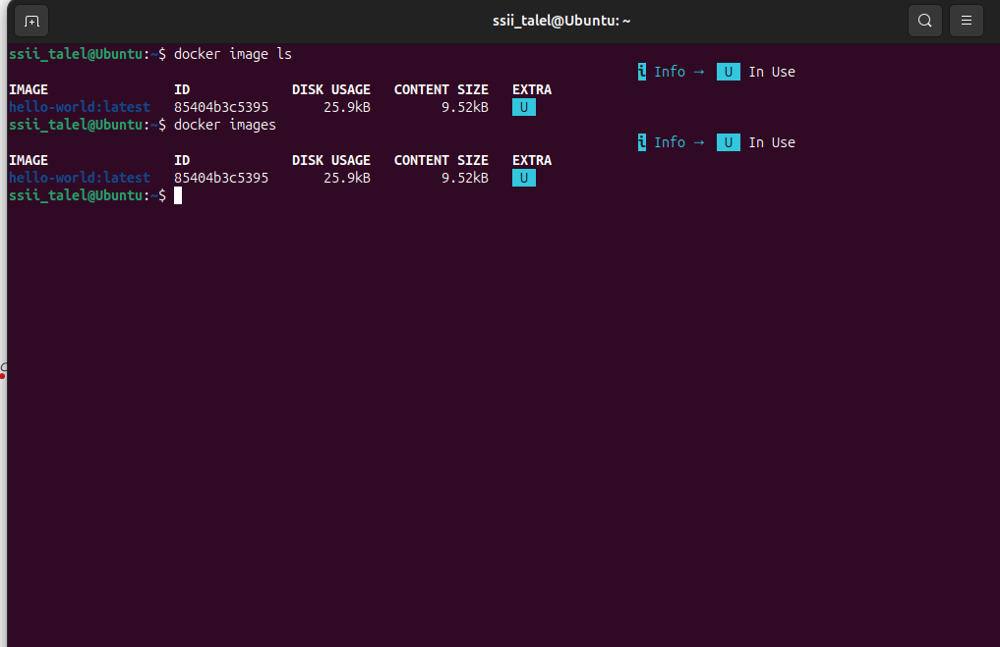 ssii_talel@Ubuntu: ~
ssii_talel@Ubuntu:~$ docker image ls
i Info → U In Use
IMAGE ID DISK USAGE CONTENT SIZE EXTRA
hello-world:latest 85404b3c5395 25.9kB 9.52kB U
ssii_talel@Ubuntu:~$ docker images
i Info → U In Use
IMAGE ID DISK USAGE CONTENT SIZE EXTRA
hello-world:latest 85404b3c5395 25.9kB 9.52kB U
ssii_talel@Ubuntu:~$